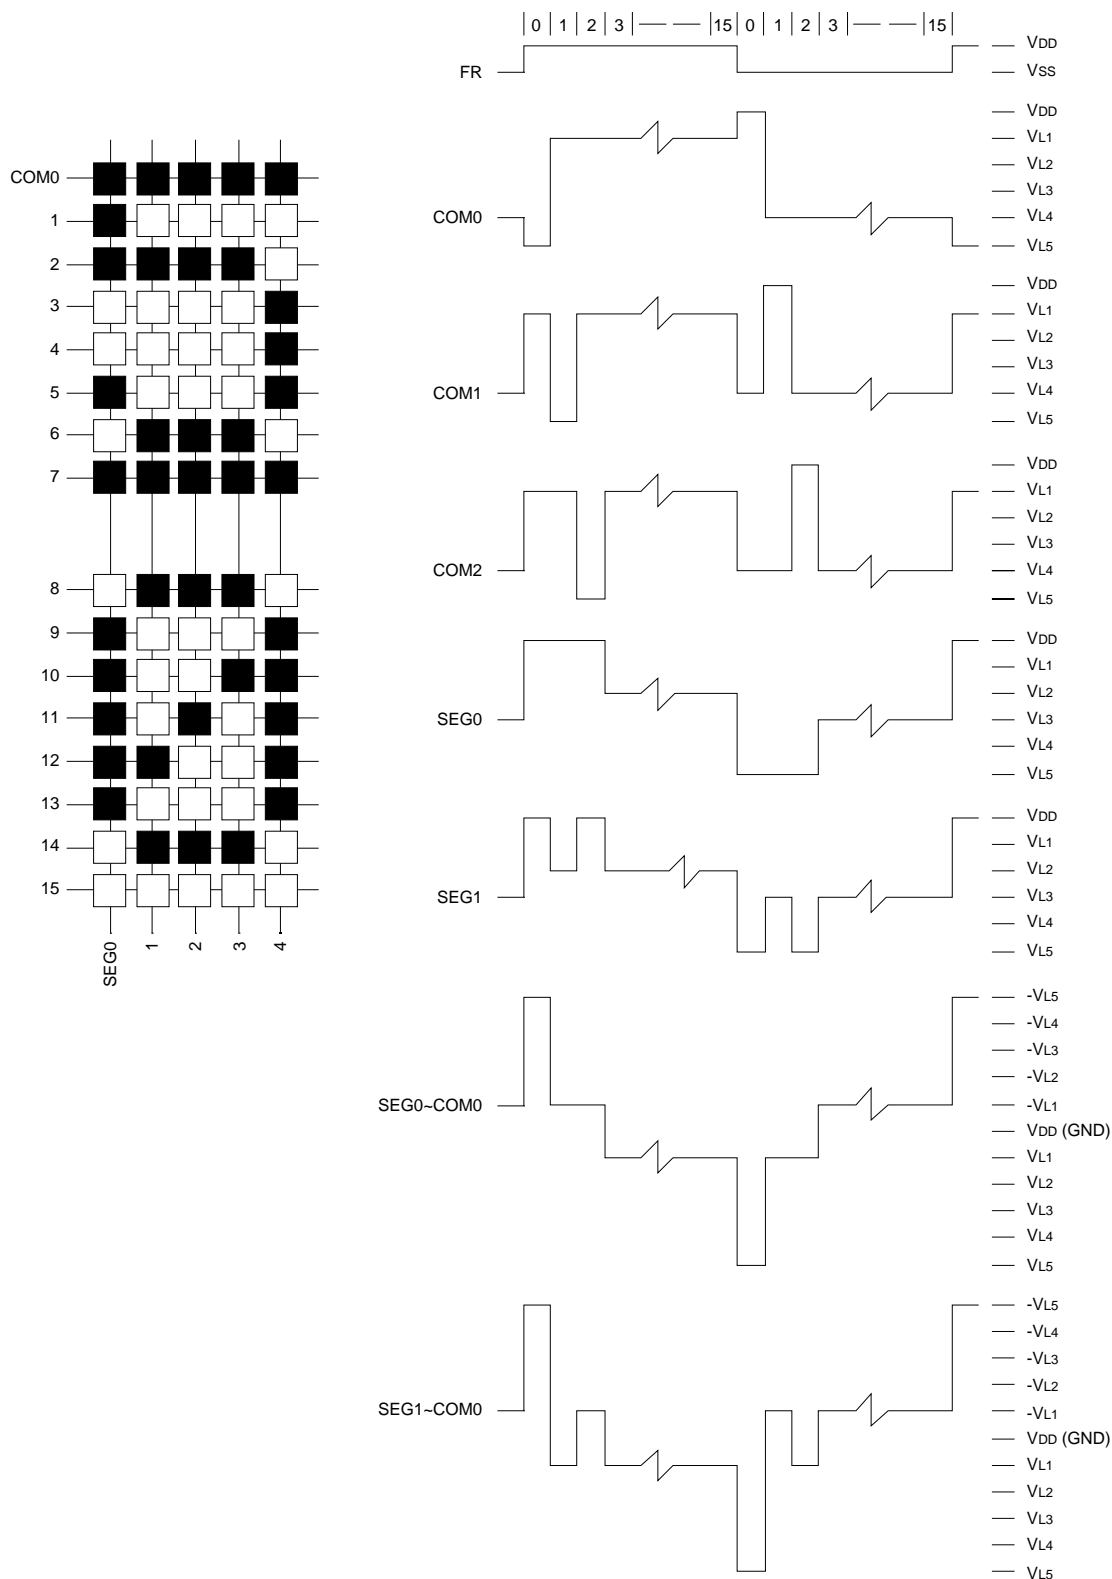 0 1 2 3 15 0 1 2 3 15
FR
VDD
VSS
COM0
VDD
VL1
VL2
VL3
VL4
VL5
COM1
VDD
VL1
VL2
VL3
VL4
VL5
COM2
VDD
VL1
VL2
VL3
VL4
VL5
SEG0
VDD
VL1
VL2
VL3
VL4
VL5
SEG1
VDD
VL1
VL2
VL3
VL4
VL5
SEG0~COM0
-VL5
-VL4
-VL3
-VL2
-VL1
VDD (GND)
VL1
VL2
VL3
VL4
VL5
SEG1~COM0
-VL5
-VL4
-VL3
-VL2
-VL1
VDD (GND)
VL1
VL2
VL3
VL4
VL5
COM0
1
2
3
4
5
6
7
8
9
10
11
12
13
14
15
SEG0 1 2 3 4